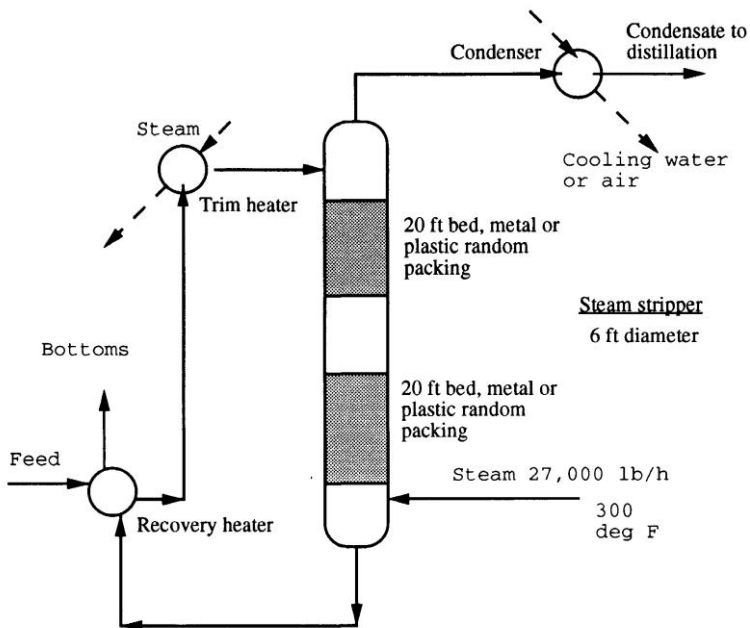 Condenser
Condensate to
distillation
Steam
Cooling water
or air
Trim heater
20 ft bed, metal or
plastic random
packing
Steam stripper
6 ft diameter
Bottoms
20 ft bed, metal or
plastic random
packing
Feed
Steam 27,000 lb/h
300
deg F
Recovery heater